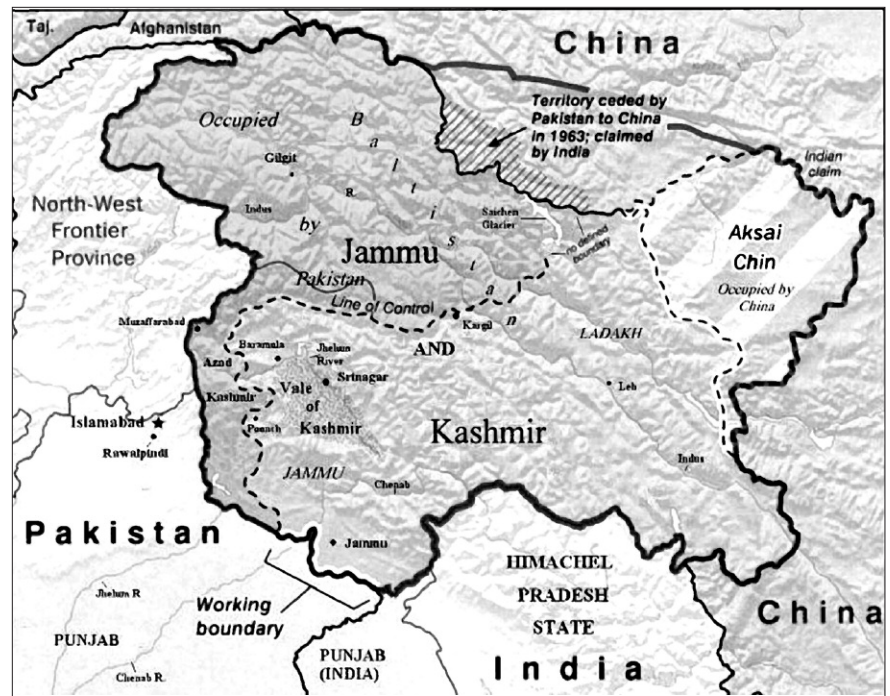 Taj.
Afghanistan
China
Territory ceded by
Pakistan to China
in 1963; claimed
by India
Occupied
Baltistan
Gilgit
R
Indus
by
Indian
claim
North-West
Frontier
Province
Saichen
Glacier
no defined
boundary
Aksai
Chin
Occupied by
China
Jammu
Pakistan
Line of Control
Muzaffarabad
Kargil
LADAKH
AND
Baramula
Jhelum
River
Azad
Srinagar
Vale
of
Kashmir
Leh
Kashmir
Islamabad
Rawalpindi
Punch
Kashmir
Indus
JAMMU
Chenab
Pakistan
Jammu
HIMACHEL
PRADESH
STATE
Working
boundary
Jhelum R
China
PUNJAB
PUNJAB
(INDIA)
India
Chenab R.